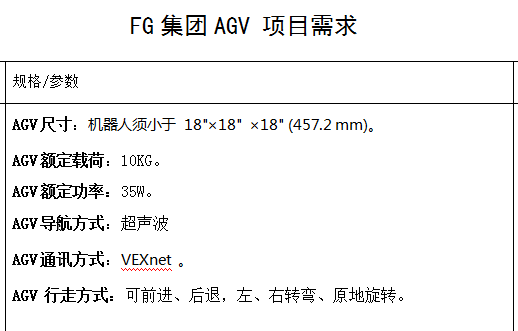 FG 集团 AGV 项目需求
规格/参数
AGV 尺寸：机器人须小于 18"×18" ×18" (457.2 mm)。
AGV 额定载荷：10KG。
AGV 额定功率：35W。
AGV 导航方式：超声波
AGV 通讯方式：VEXnet 。
AGV 行走方式：可前进、后退，左、右转弯、原地旋转。